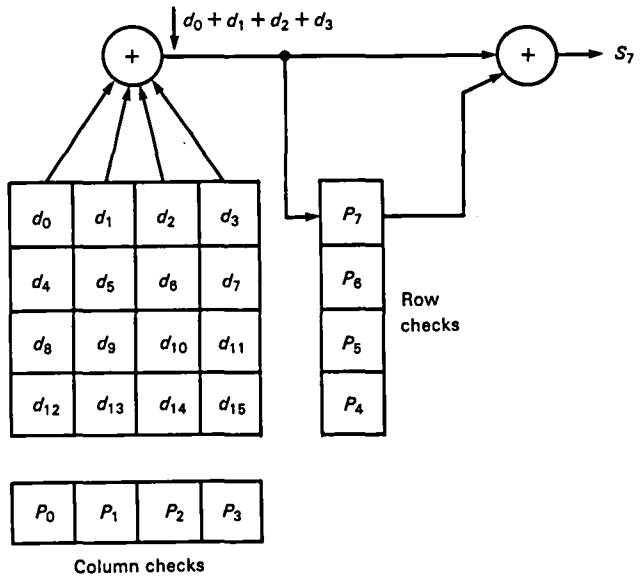 d₀ + d₁ + d₂ + d₃
+ + S₇
d₀ d₁ d₂ d₃ P₇
d₄ d₅ d₆ d₇ P₆
Row
checks
d₈ d₉ d₁₀ d₁₁ P₅
d₁₂ d₁₃ d₁₄ d₁₅ P₄
P₀ P₁ P₂ P₃
Column checks